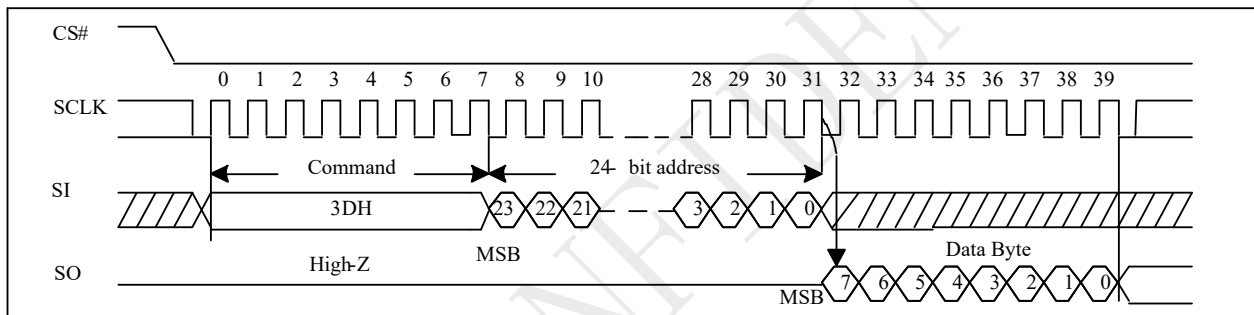 CS#
0 1 2 3 4 5 6 7 8 9 10 28 29 30 31 32 33 34 35 36 37 38 39
SCLK
Command 24- bit address
SI
3DH 23 22 21 3 2 1 0
High-Z MSB Data Byte
SO
MSB 7 6 5 4 3 2 1 0